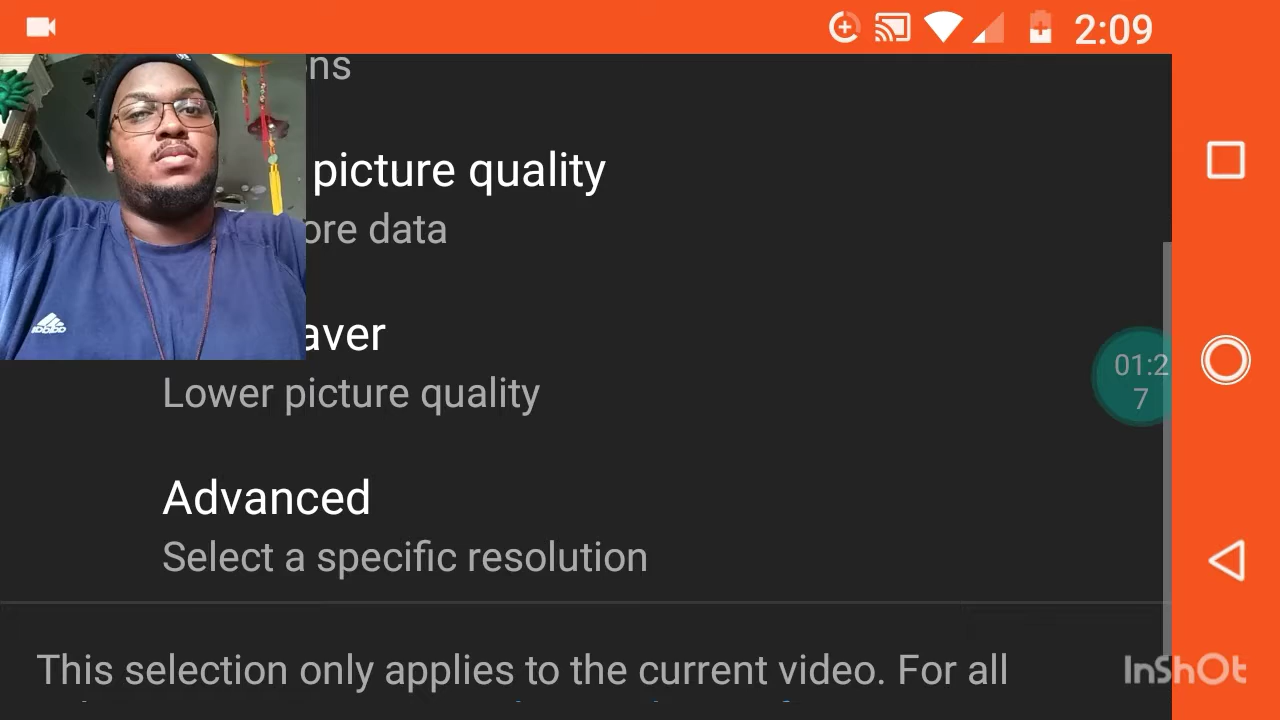 2:09
ns
picture quality
ore data
aver
Lower picture quality
01:2
7
Advanced
Select a specific resolution
This selection only applies to the current video. For all
InShOt